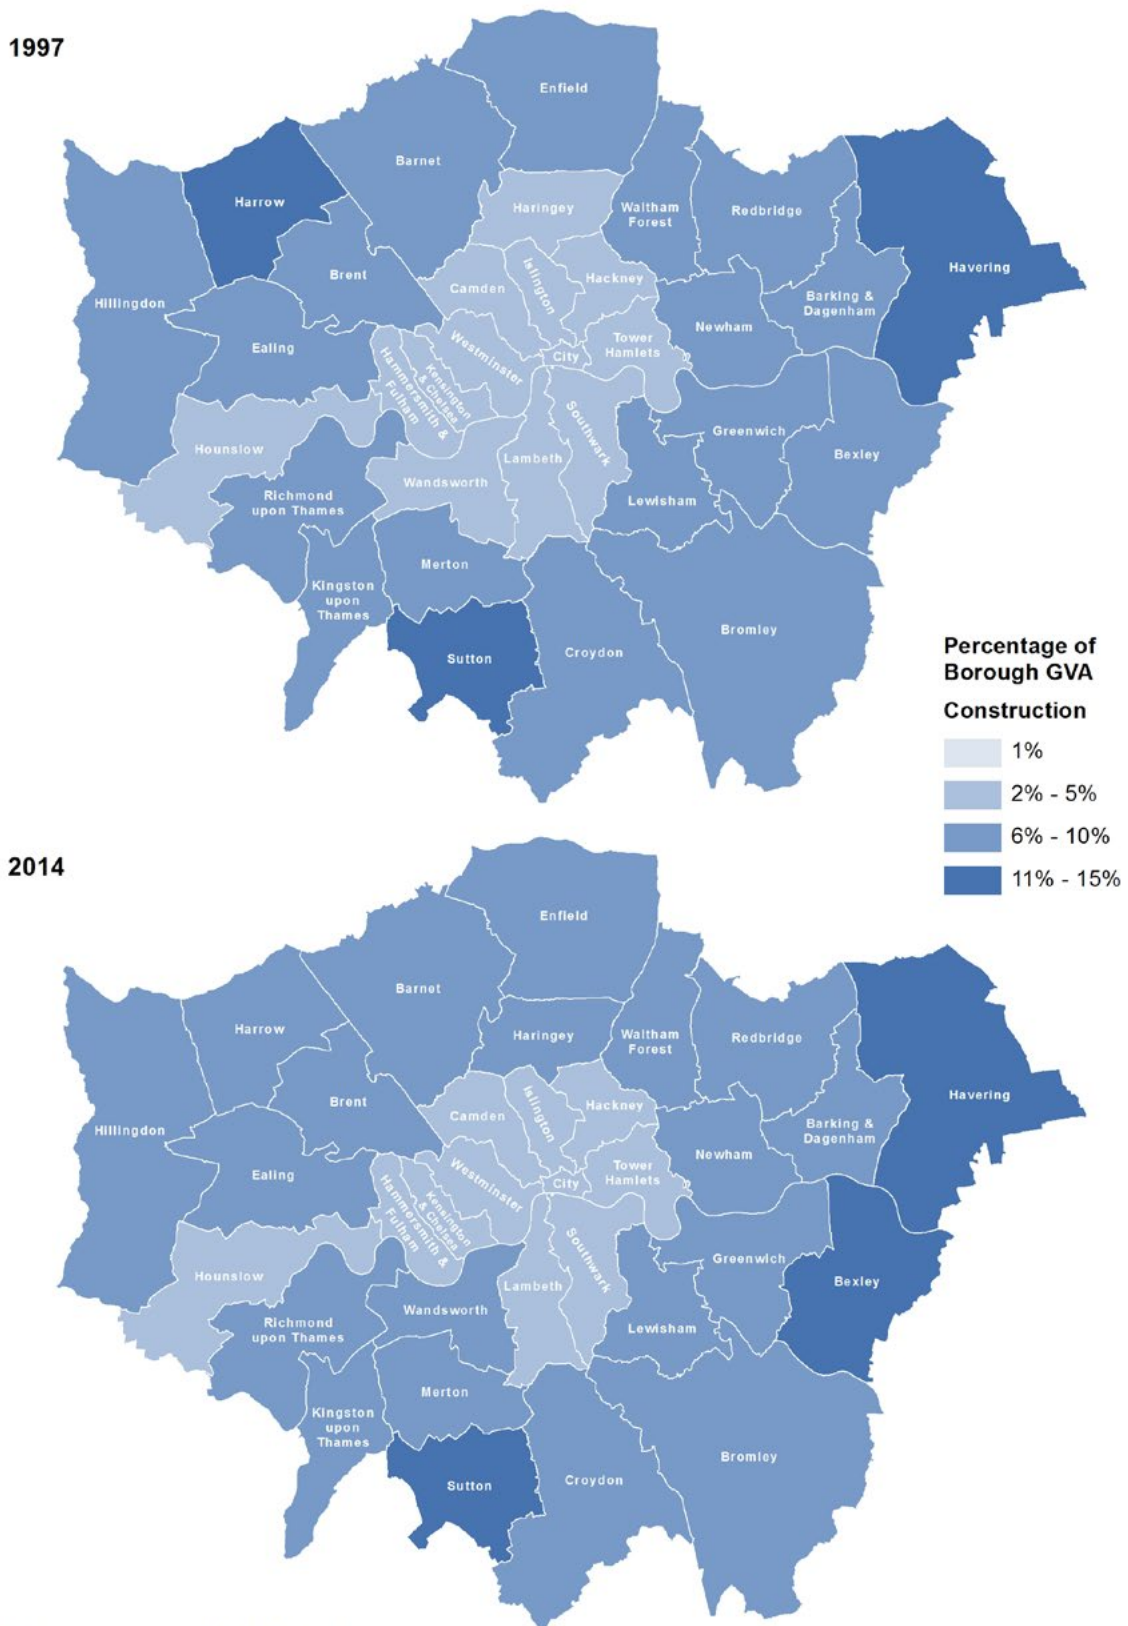 1997
Enfield
Barnet
Harrow
Haringey
Waltham
Forest
Redbridge
Havering
Brent
Hillingdon
Camden
Islington
Hackney
Barking &
Dagenham
Ealing
Westminster
City
Tower
Hamlets
Newham
Kensington
& Chelsea
Hammersmith &
Fulham
Hounslow
Southwark
Greenwich
Bexley
Wandsworth
Lambeth
Richmond
upon Thames
Lewisham
Merton
Kingston
upon
Thames
Sutton
Croydon
Bromley
Percentage of
Borough GVA
Construction
1%
2% - 5%
6% - 10%
11% - 15%
2014
Enfield
Barnet
Harrow
Haringey
Waltham
Forest
Redbridge
Havering
Brent
Hillingdon
Camden
Islington
Hackney
Barking &
Dagenham
Ealing
Westminster
City
Tower
Hamlets
Newham
Kensington
& Chelsea
Hammersmith &
Fulham
Hounslow
Southwark
Greenwich
Bexley
Wandsworth
Lambeth
Richmond
upon Thames
Lewisham
Merton
Kingston
upon
Thames
Sutton
Croydon
Bromley